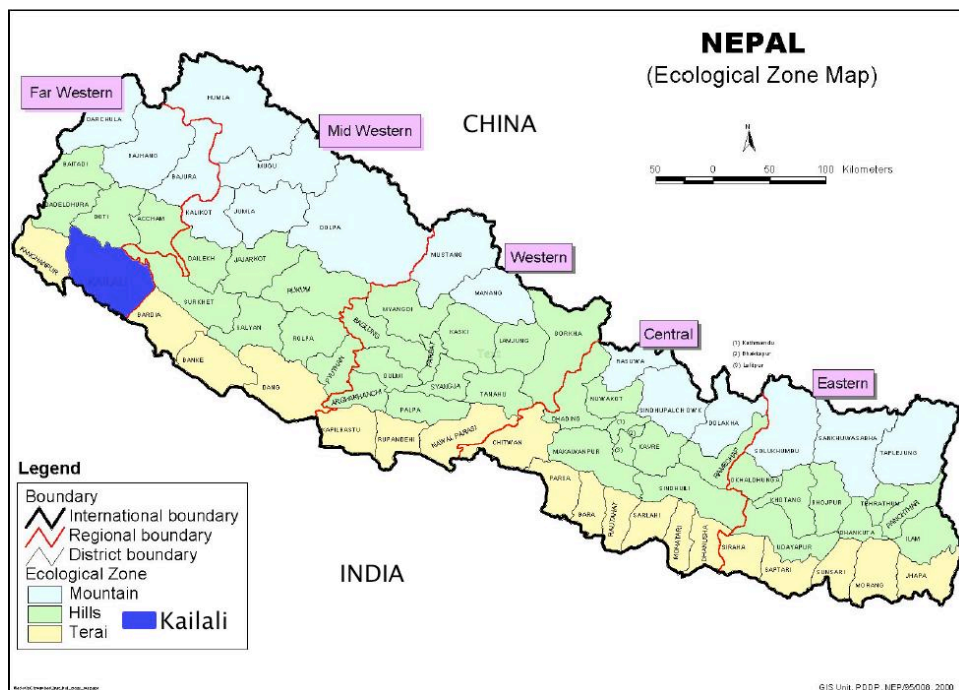 NEPAL
(Ecological Zone Map)
Far Western
Mid Western
CHINA
Western
Central
Eastern
INDIA
N
50 0 50 100 Kilometers
HUMLA
DARCHULA
BAJHANG
BAJURA
MUGU
BAITADI
DADELDHURA
DOTI
ACCHAM
KALIKOT
JUMLA
DOLPA
KANCHANPUR
KAILALI
DAILEKH
JAJARKOT
MUSTANG
MANANG
BARDIA
SURKHET
RUKUM
SALYAN
ROLPA
MYANGDI
BAGLUNG
KASKI
LAMJUNG
GORKHA
BANKE
DANG
PYUTHAN
GULMI
PARBAT
SYANGJA
TANAHU
ARGHAKHANCHI
PALPA
KAPILBASTU
RUPANDEHI
NAWAL PARASI
CHITWAN
RASUWA
(1) Kathmandu
(2) Bhaktapur
(3) Lalitpur
NUWAKOT
SINDHUPALCHOWK
DOLAKHA
DHADING
(1)
KAVRE
MAKAWANPUR
RAMECHHAP
SINDHULI
SOLUKHUMBU
SANKHUWASABHA
TAPLEJUNG
OKHALDHUNGA
KHOTANG
BHOJPUR
TEHRATHUM
PANCHTHAR
DHANKUTA
ILAM
UDAYAPUR
PARSA
BARA
RAUTAHAT
SARLAHI
DHANUSHA
SIRAHA
SAPTARI
SUNSARI
MORANG
JHAPA
Legend
Boundary
International boundary
Regional boundary
District boundary
Ecological Zone
Mountain
Hills
Terai
Kailali
GIS Unit, PDDP, NEP/95/008, 2000